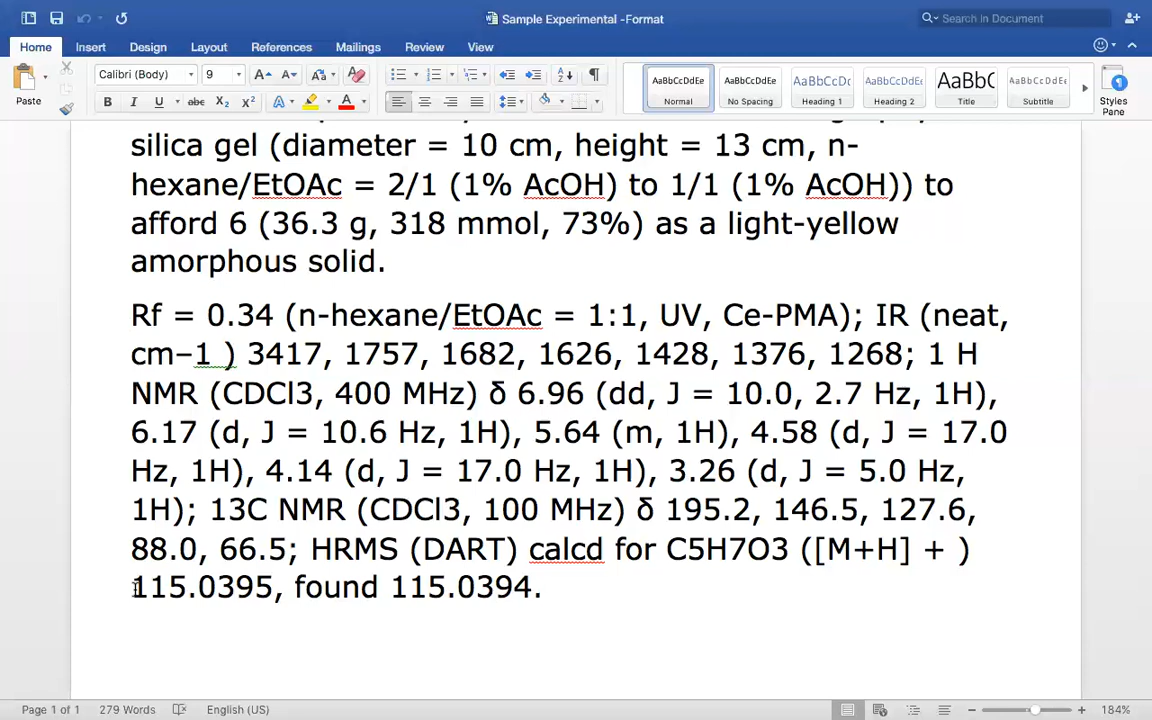 Sample Experimental -Format
Search in Document
Home Insert Design Layout References Mailings Review View
Paste
Calibri (Body) 9
AaBbCcDdEe AaBbCcDdEe AaBbCcDc AaBbCcDdEe AaBbC AaBbCcDdEe
Normal No Spacing Heading 1 Heading 2 Title Subtitle
Styles Pane
silica gel (diameter = 10 cm, height = 13 cm, n-
hexane/EtOAc = 2/1 (1% AcOH) to 1/1 (1% AcOH)) to
afford 6 (36.3 g, 318 mmol, 73%) as a light-yellow
amorphous solid.
Rf = 0.34 (n-hexane/EtOAc = 1:1, UV, Ce-PMA); IR (neat,
cm−1 ) 3417, 1757, 1682, 1626, 1428, 1376, 1268; 1 H
NMR (CDCl3, 400 MHz) δ 6.96 (dd, J = 10.0, 2.7 Hz, 1H),
6.17 (d, J = 10.6 Hz, 1H), 5.64 (m, 1H), 4.58 (d, J = 17.0
Hz, 1H), 4.14 (d, J = 17.0 Hz, 1H), 3.26 (d, J = 5.0 Hz,
1H); 13C NMR (CDCl3, 100 MHz) δ 195.2, 146.5, 127.6,
88.0, 66.5; HRMS (DART) calcd for C5H7O3 ([M+H] + )
115.0395, found 115.0394.
Page 1 of 1 279 Words English (US) 184%